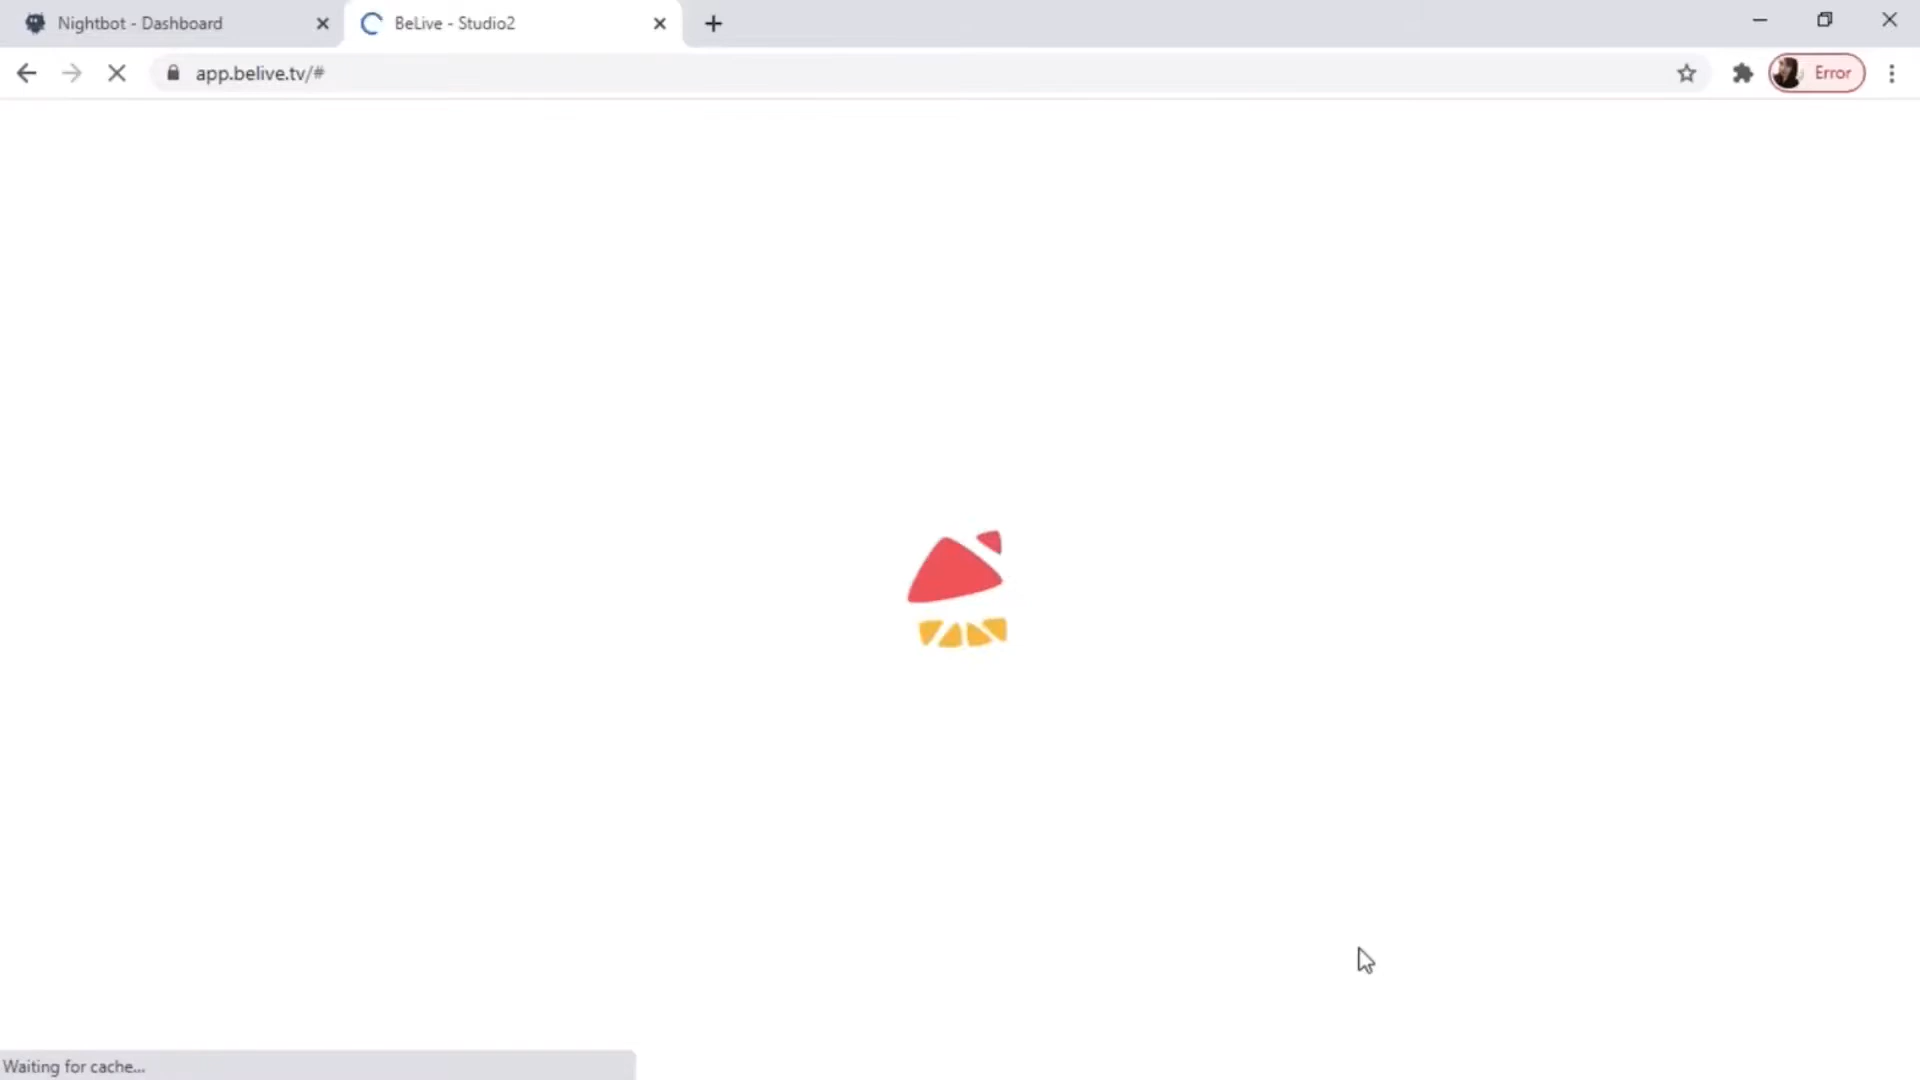 Nightbot - Dashboard
BeLive - Studio2
app.belive.tv/#
Error
Waiting for cache...